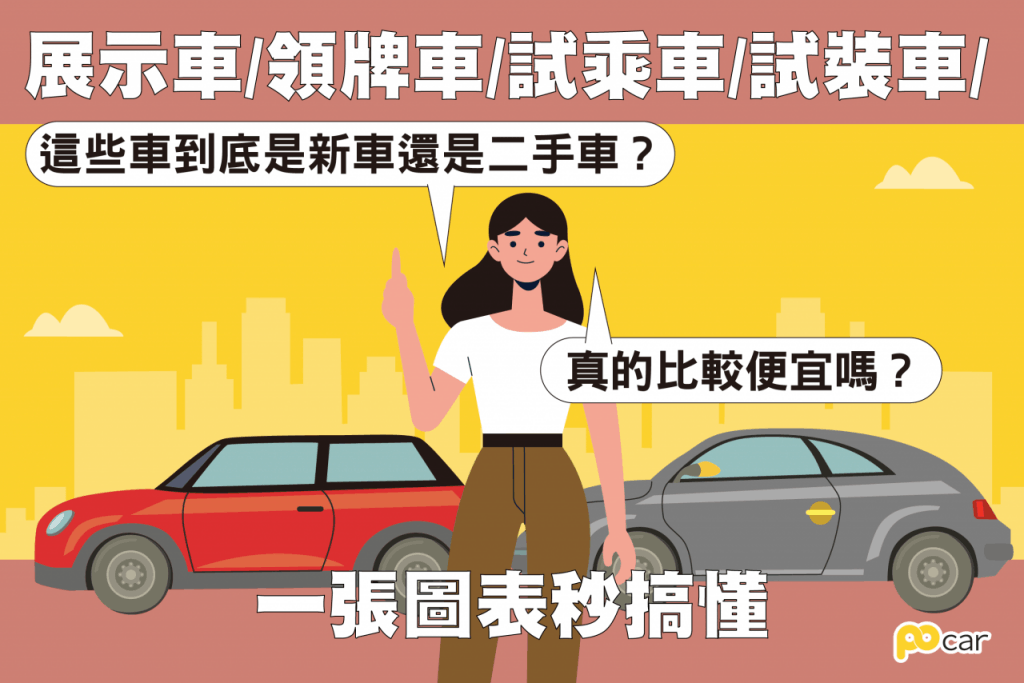 展示車/領牌車/試乘車/試裝車/
這些車到底是新車還是二手車？
真的比較便宜嗎？
一張圖表秒搞懂
pocar